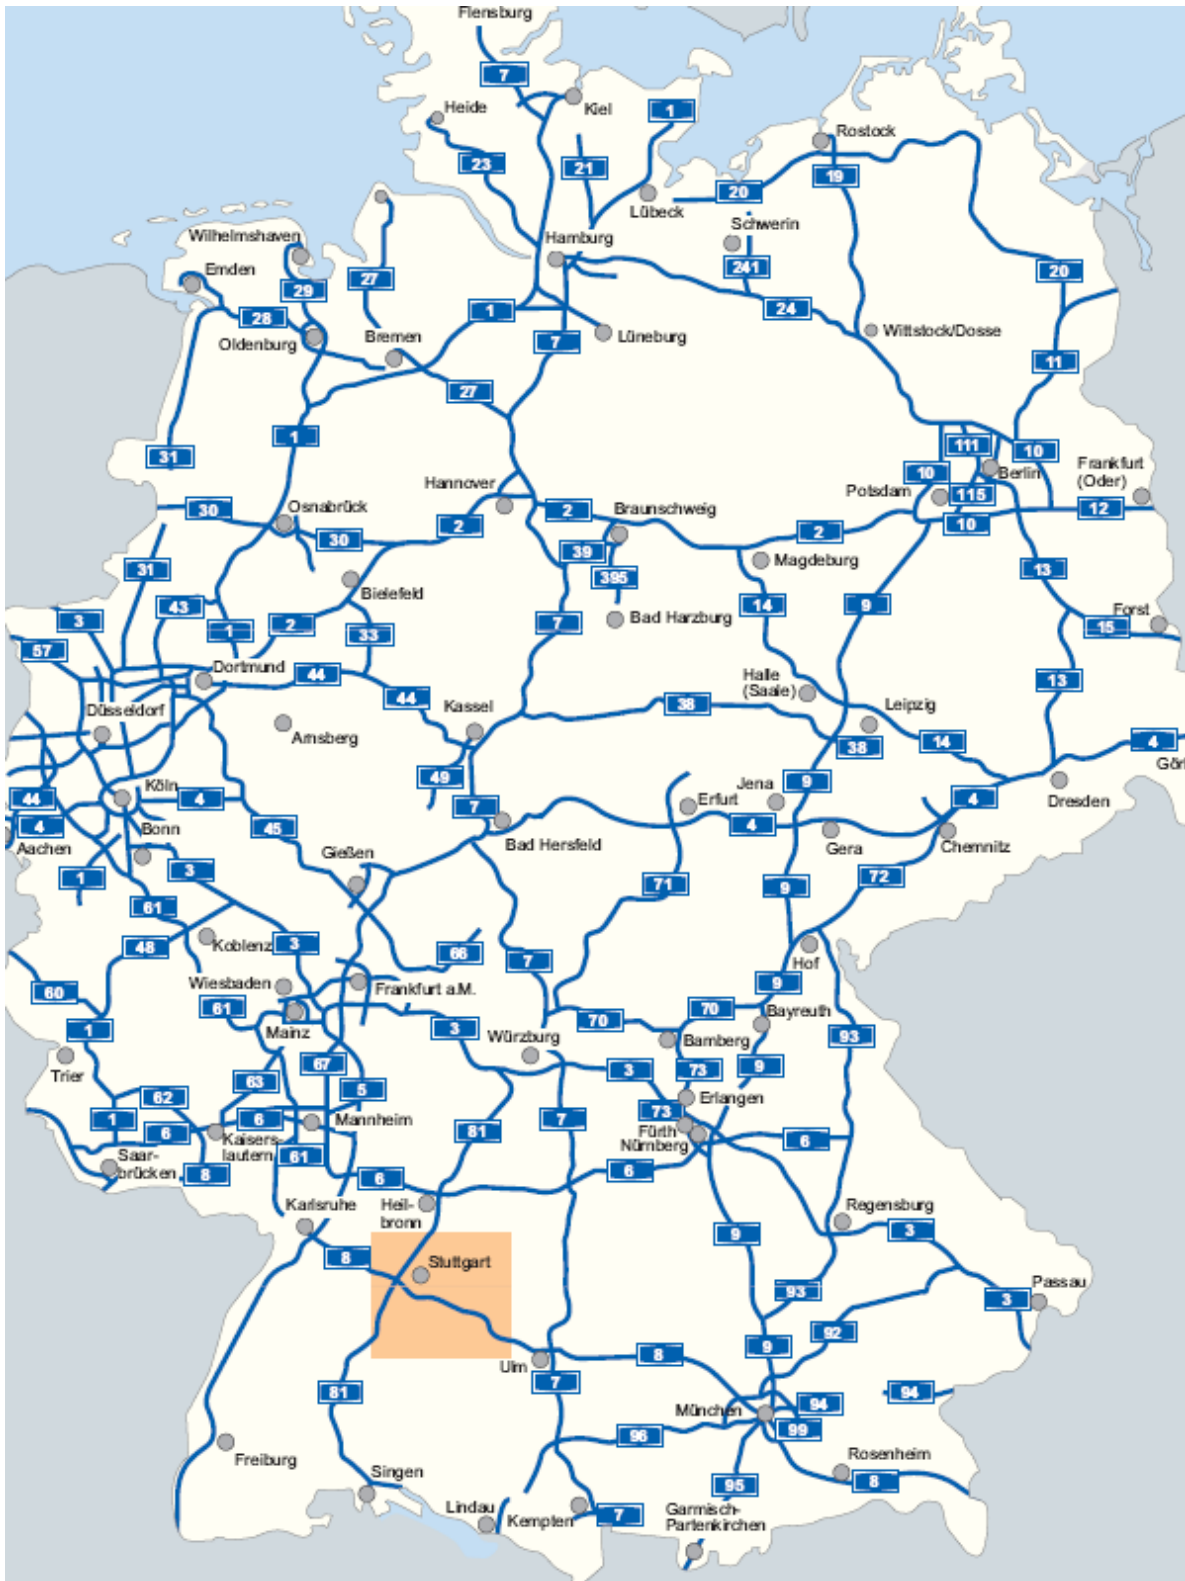 Flensburg
7
Kiel
1
Heide
Rostock
23
21
19
20
Lübeck
Schwerin
Wilhelmshaven
Hamburg
Emden
27
241
20
29
28
1
24
Oldenburg
Bremen
7
Lüneburg
Wittstock/Dosse
27
11
1
111
31
10
10
Berlin
Frankfurt
(Oder)
Hannover
Potsdam
115
30
Osnabrück
2
2
Braunschweig
12
10
30
2
39
Magdeburg
31
395
13
Bielefeld
43
14
9
3
1
2
33
7
Bad Harzburg
Forst
15
57
Dortmund
44
44
Halle
(Saale)
13
Düsseldorf
Kassel
38
Leipzig
Arnsberg
38
14
4
Görl
49
9
Köln
Jena
44
4
7
Erfurt
4
Dresden
4
45
4
Bonn
Bad Hersfeld
Gera
Chemnitz
Aachen
Gießen
1
3
71
9
72
61
48
Koblenz
3
66
7
Hof
Wiesbaden
Frankfurt a.M.
9
60
61
70
70
1
Mainz
3
Würzburg
Bayreuth
93
Bamberg
Trier
67
3
73
9
63
5
62
Erlangen
73
1
6
6
Mannheim
81
7
Fürth
Nürnberg
6
Kaisers-
lautern
Saar-
brücken
8
61
6
6
Karlsruhe
Heil-
bronn
Regensburg
3
9
8
Stuttgart
93
Passau
3
92
9
Ulm
8
7
81
94
München
94
99
96
Freiburg
Rosenheim
Singen
95
8
Lindau
Kempten
7
Garmisch-
Partenkirchen